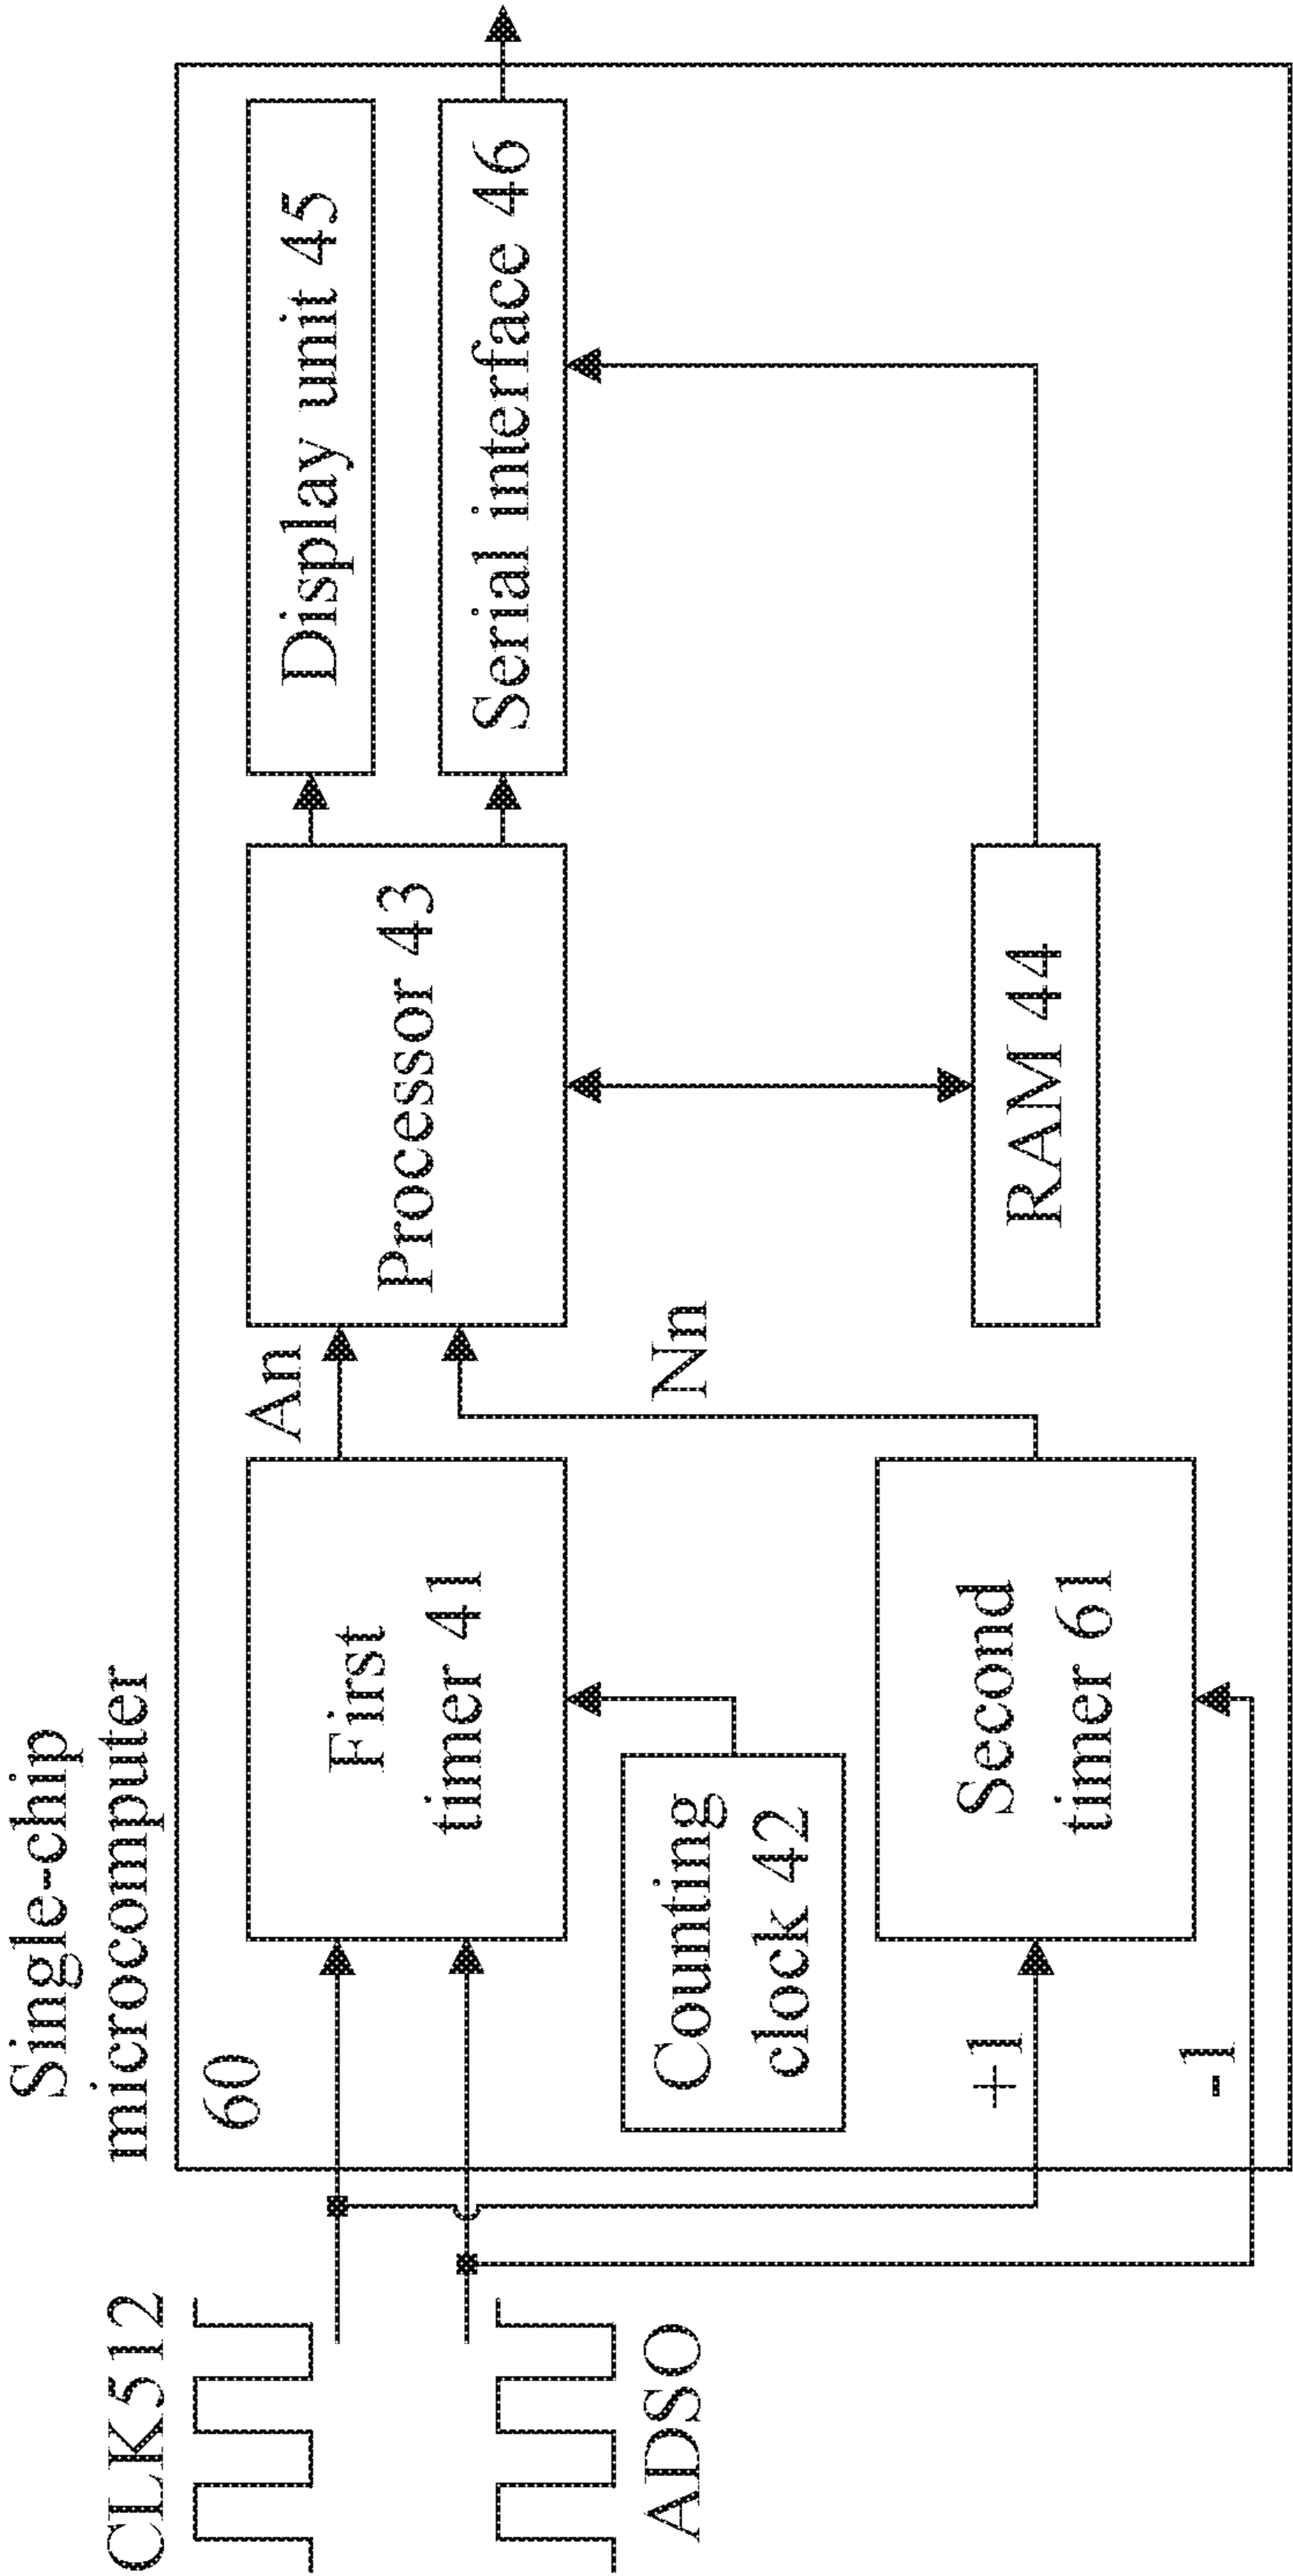 Single-chip
microcomputer
CLK512
ADSO
60
First
timer 41
An
Processor 43
Display unit 45
Serial interface 46
Counting
clock 42
Nn
+1
-1
Second
timer 61
RAM 44